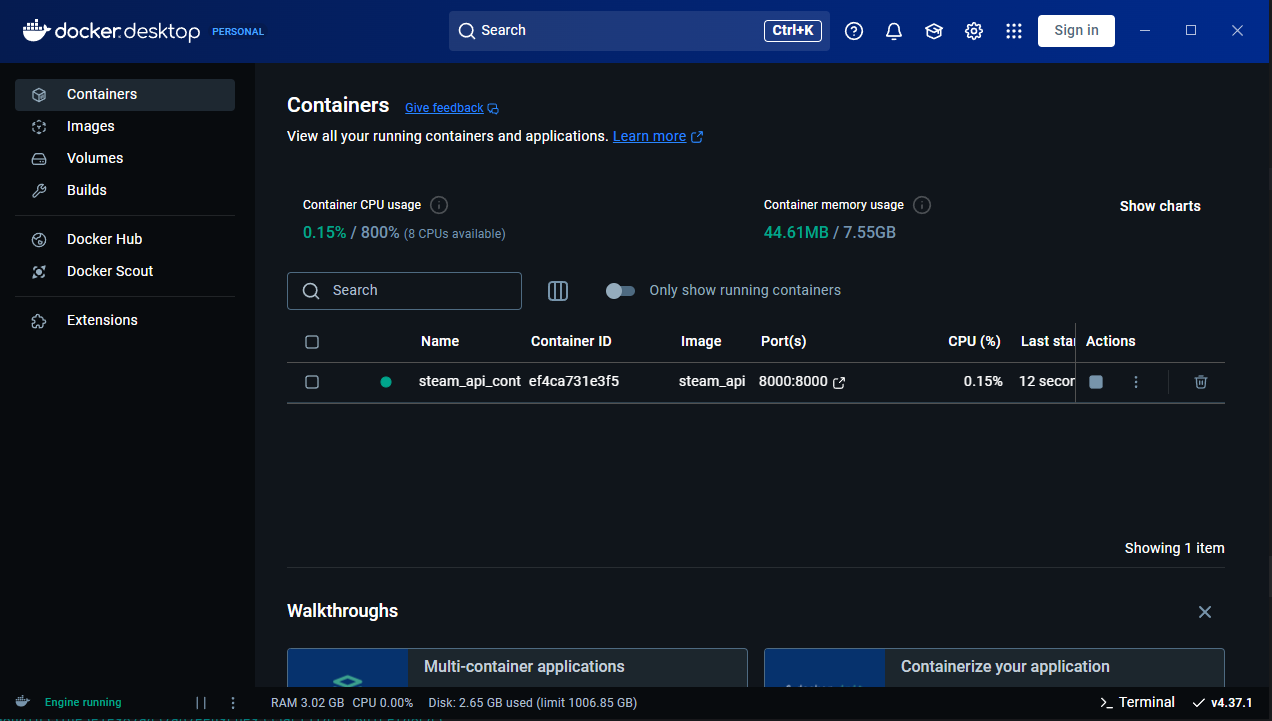 docker.desktop PERSONAL
Search Ctrl+K
Sign in
Containers
Images
Volumes
Builds
Docker Hub
Docker Scout
Extensions
Containers Give feedback
View all your running containers and applications. Learn more
Container CPU usage
0.15% / 800% (8 CPUs available)
Container memory usage
44.61MB / 7.55GB
Show charts
Search
Only show running containers
Name Container ID Image Port(s) CPU (%) Last star Actions
steam_api_cont ef4ca731e3f5 steam_api 8000:8000 0.15% 12 secon
Showing 1 item
Walkthroughs
Multi-container applications
Containerize your application
Engine running RAM 3.02 GB CPU 0.00% Disk: 2.65 GB used (limit 1006.85 GB) >_ Terminal v4.37.1